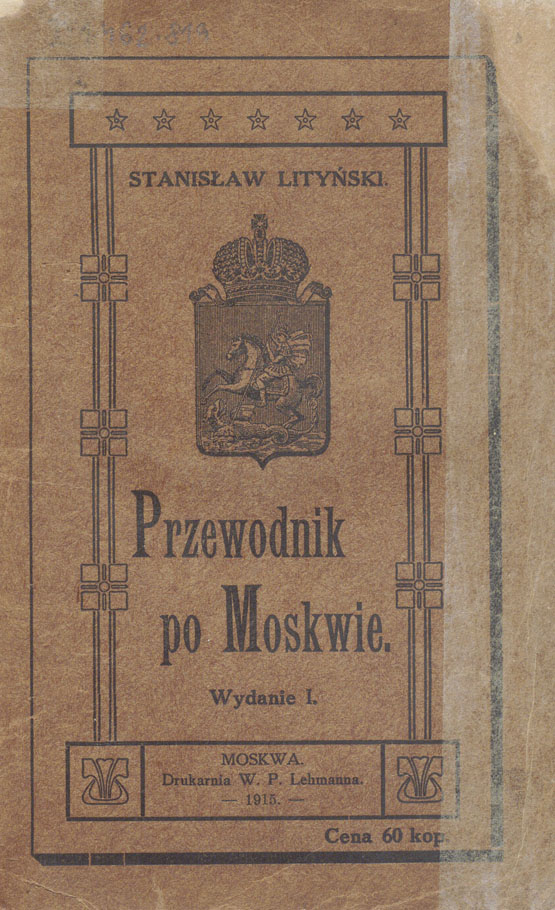 STANISŁAW LITYŃSKI.
Przewodnik
po Moskwie.
Wydanie I.
MOSKWA.
Drukarnia W. P. Lehmanna.
— 1915. —
Cena 60 kop.